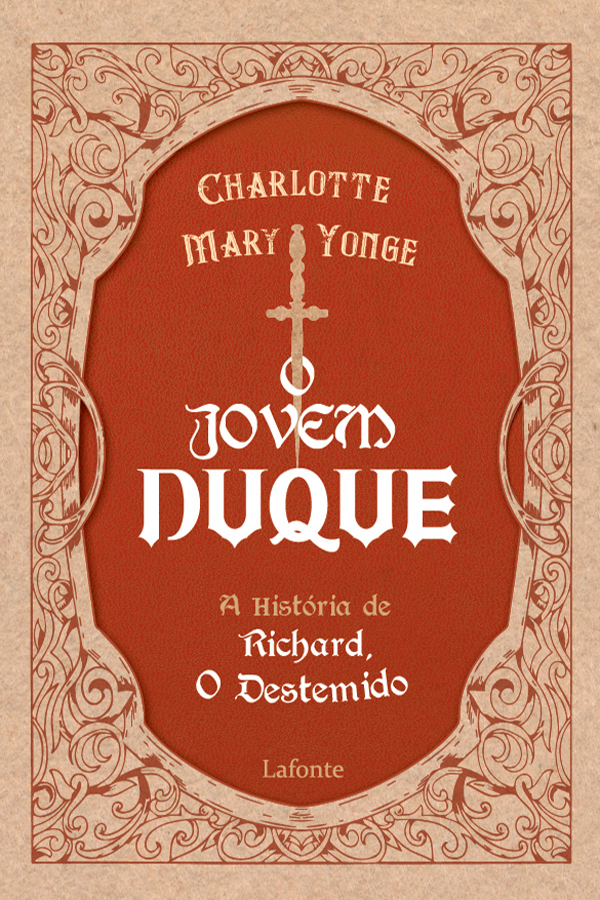 Charlotte
Mary Yonge
O
Jovem
Duque
A História de
Richard,
O Destemido
Lafonte